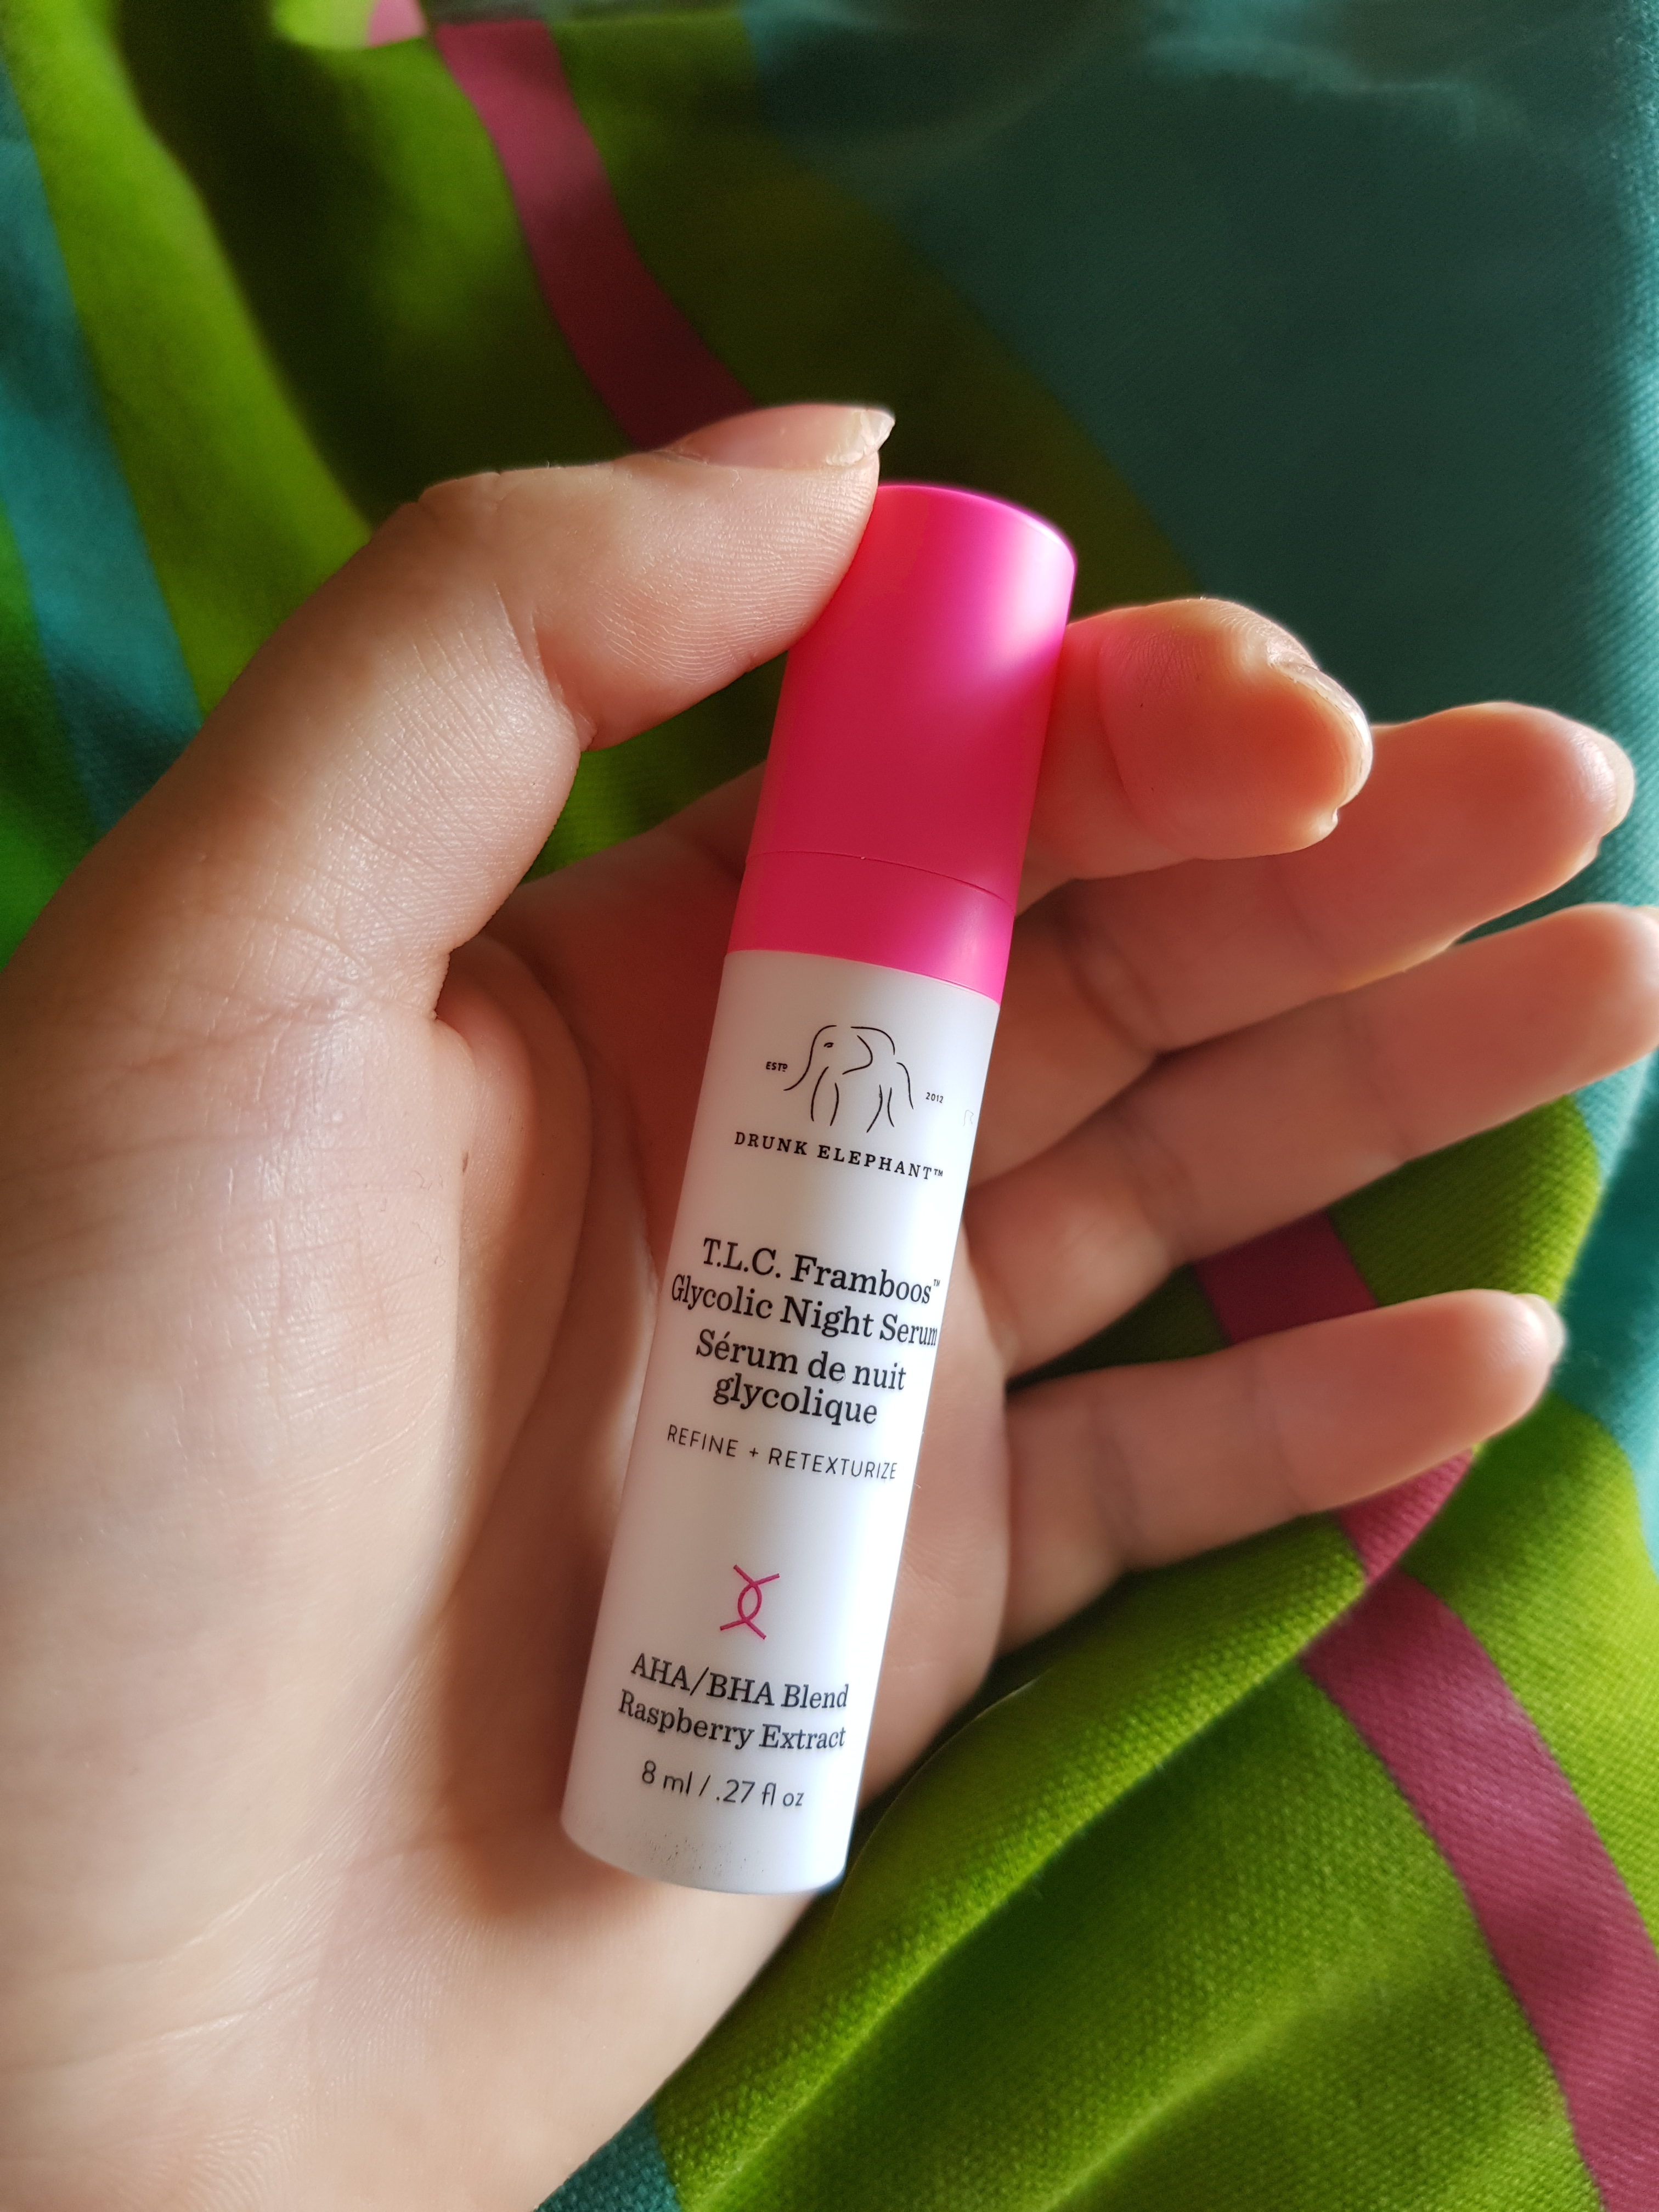 ESTD 2012
DRUNK ELEPHANT™
T.L.C. Framboos™
Glycolic Night Serum
Sérum de nuit
glycolique
REFINE + RETEXTURIZE
AHA/BHA Blend
Raspberry Extract
8 ml / .27 fl oz